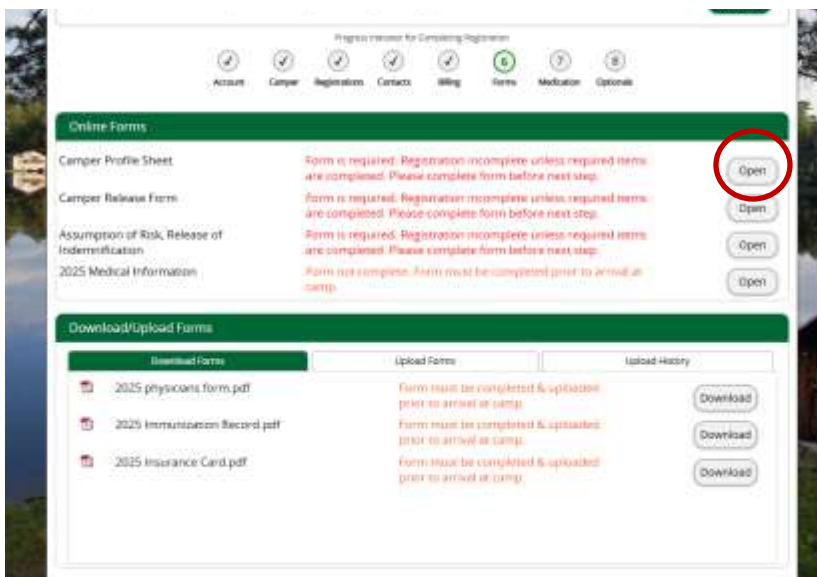 Progress Indicator for Completing Registration
6 7 8
Account Camper Registrations Contacts Billing Forms Medication Optionals
Online Forms
Camper Profile Sheet
Form is required. Registration incomplete unless required items
are completed. Please complete form before next step.
Open
Camper Release Form
Form is required. Registration incomplete unless required items
are completed. Please complete form before next step.
Open
Assumption of Risk, Release of
Indemnification
Form is required. Registration incomplete unless required items
are completed. Please complete form before next step.
Open
2025 Medical Information
Form not complete. Form must be completed prior to arrival at
camp.
Open
Download/Upload Forms
Download Forms Upload Forms Upload History
2025 physicians form.pdf
Form must be completed & uploaded
prior to arrival at camp.
Download
2025 Immunization Record.pdf
Form must be completed & uploaded
prior to arrival at camp.
Download
2025 Insurance Card.pdf
Form must be completed & uploaded
prior to arrival at camp.
Download